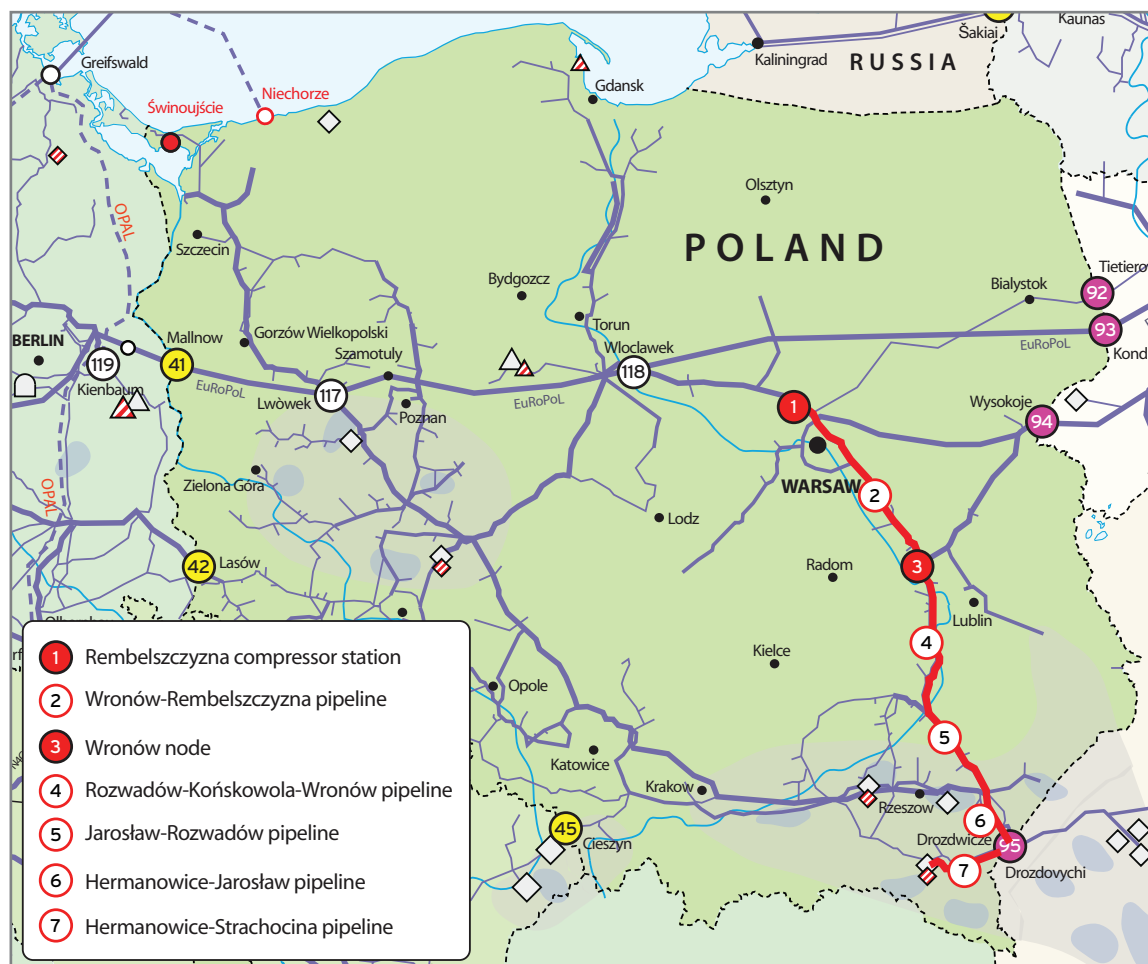 Šakiai
Kaunas
Greifswald
Kaliningrad
RUSSIA
Niechorze
Świnoujście
Gdansk
OPAL
Olsztyn
Szczecin
POLAND
Bydgozcz
Bialystok
Tietierow
92
Torun
93
BERLIN
Mallnow
Gorzów Wielkopolski
Wloclawek
EuRoPoL
Kond
119
41
Szamotuly
118
Kienbaum
EuRoPoL
117
EuRoPoL
Lwòwek
Poznan
1
Wysokoje
94
Zielona Góra
WARSAW
2
OPAL
Lodz
42
Lasów
3
Radom
Lublin
4
Kielce
Opole
5
Katowice
Krakow
Rzeszow
6
45
Cieszyn
Drozdwicze
95
7
Drozdovychi
1 Rembelszczyzna compressor station
2 Wronów-Rembelszczyzna pipeline
3 Wronów node
4 Rozwadów-Końskowola-Wronów pipeline
5 Jarosław-Rozwadów pipeline
6 Hermanowice-Jarosław pipeline
7 Hermanowice-Strachocina pipeline